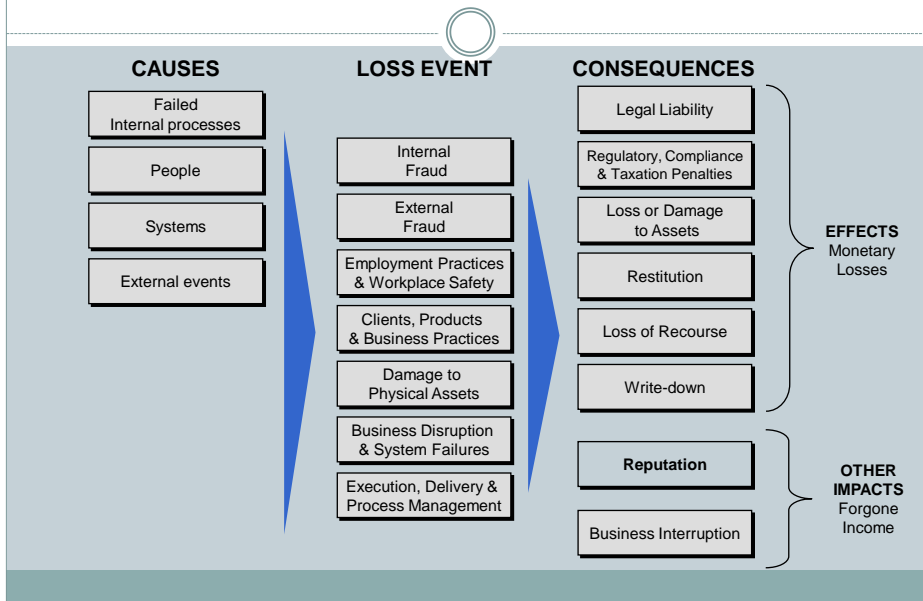 CAUSES
Failed
Internal processes
People
Systems
External events
LOSS EVENT
Internal
Fraud
External
Fraud
Employment Practices
& Workplace Safety
Clients, Products
& Business Practices
Damage to
Physical Assets
Business Disruption
& System Failures
Execution, Delivery &
Process Management
CONSEQUENCES
Legal Liability
Regulatory, Compliance
& Taxation Penalties
Loss or Damage
to Assets
Restitution
Loss of Recourse
Write-down
Reputation
Business Interruption
EFFECTS
Monetary
Losses
OTHER
IMPACTS
Forgone
Income